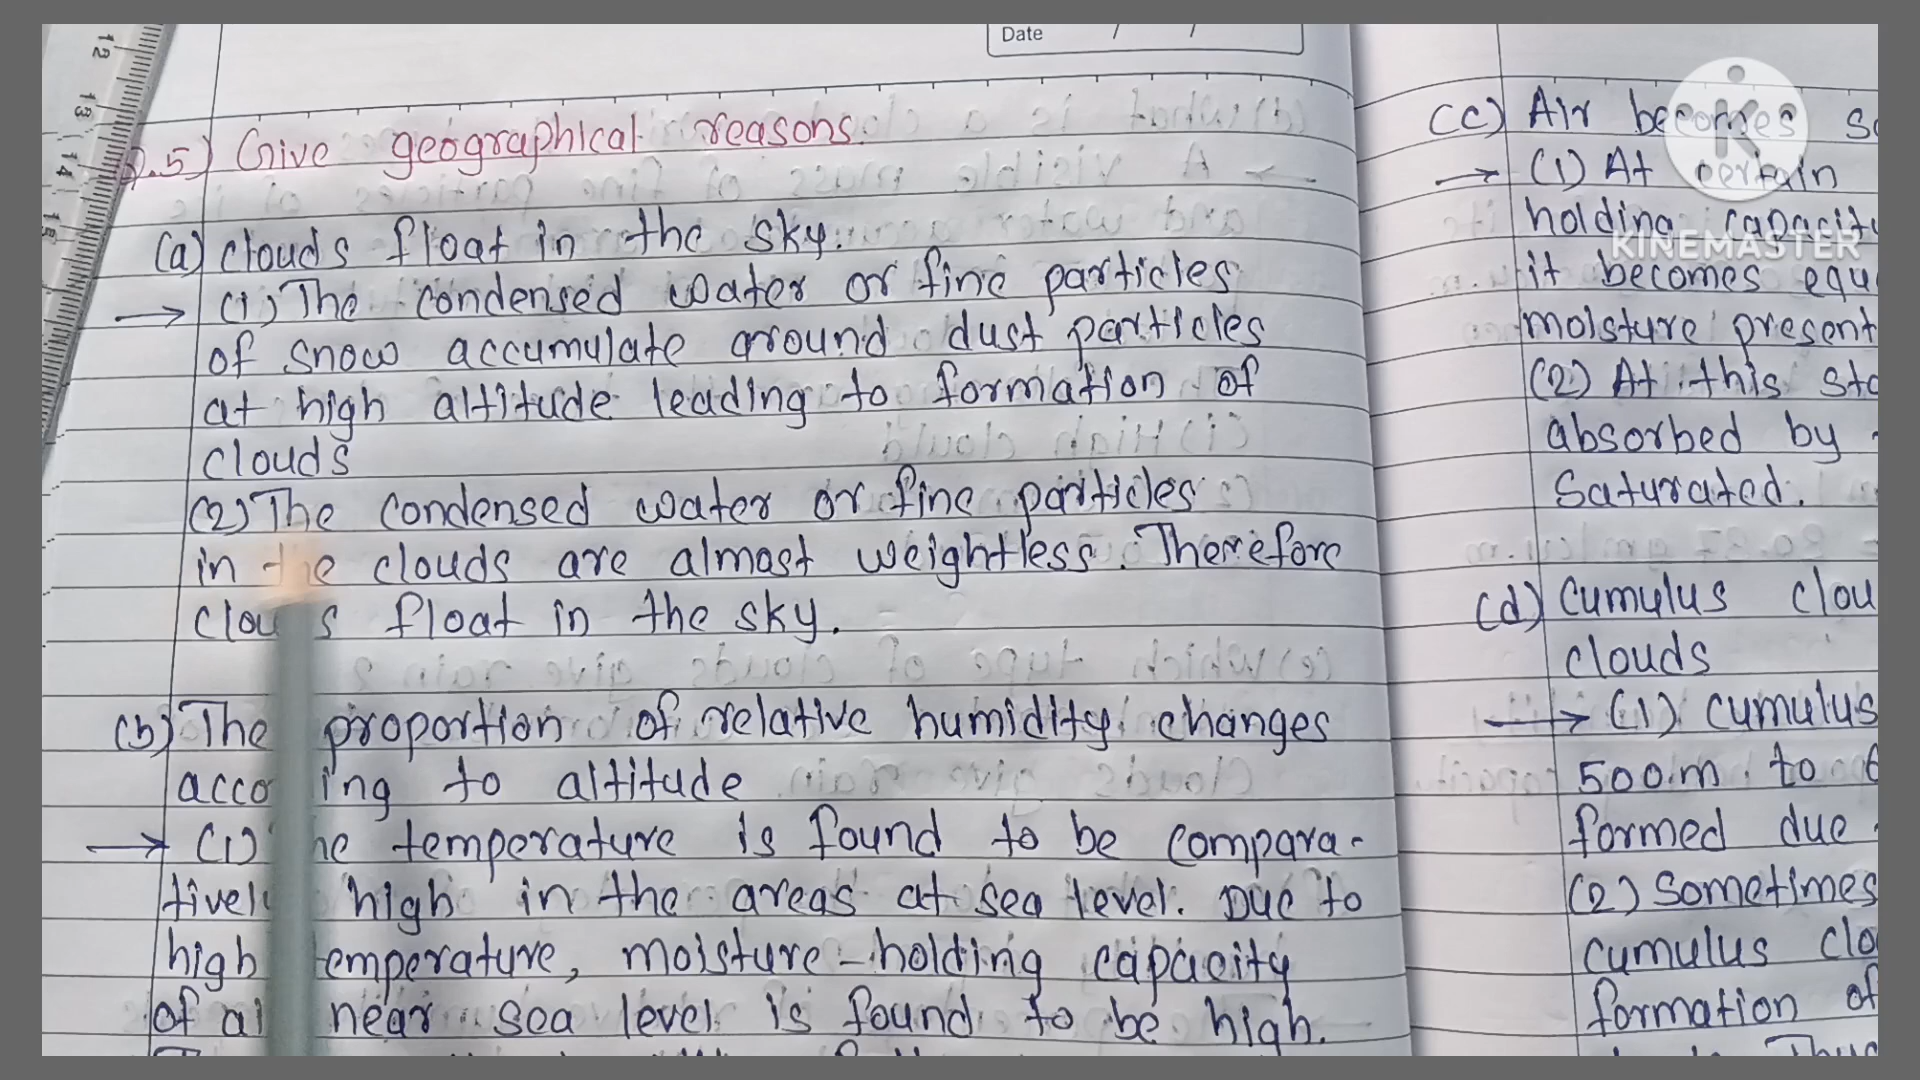 Date / /
Q.5) Give geographical reasons.
(a) clouds float in the sky.
→ (1) The condensed water or fine particles
of snow accumulate around dust particles
at high altitude leading to formation of
clouds
(2) The condensed water or fine particles
in the clouds are almost weightless. Therefore
clouds float in the sky.
(b) The proportion of relative humidity changes
according to altitude
→ (1) The temperature is found to be compara-
tively high in the areas at sea level. Due to
high temperature, moisture-holding capacity
of air near sea level is found to be high.
(c) Air becomes
→ (1) At certain
holding capacity
it becomes
moisture present
(2) At this
absorbed by
Saturated.
(d) Cumulus
clouds
→ (1) cumulus
500m to
formed due
(2) Sometimes
cumulus
formation of
KINEMASTER
12
13
14
15